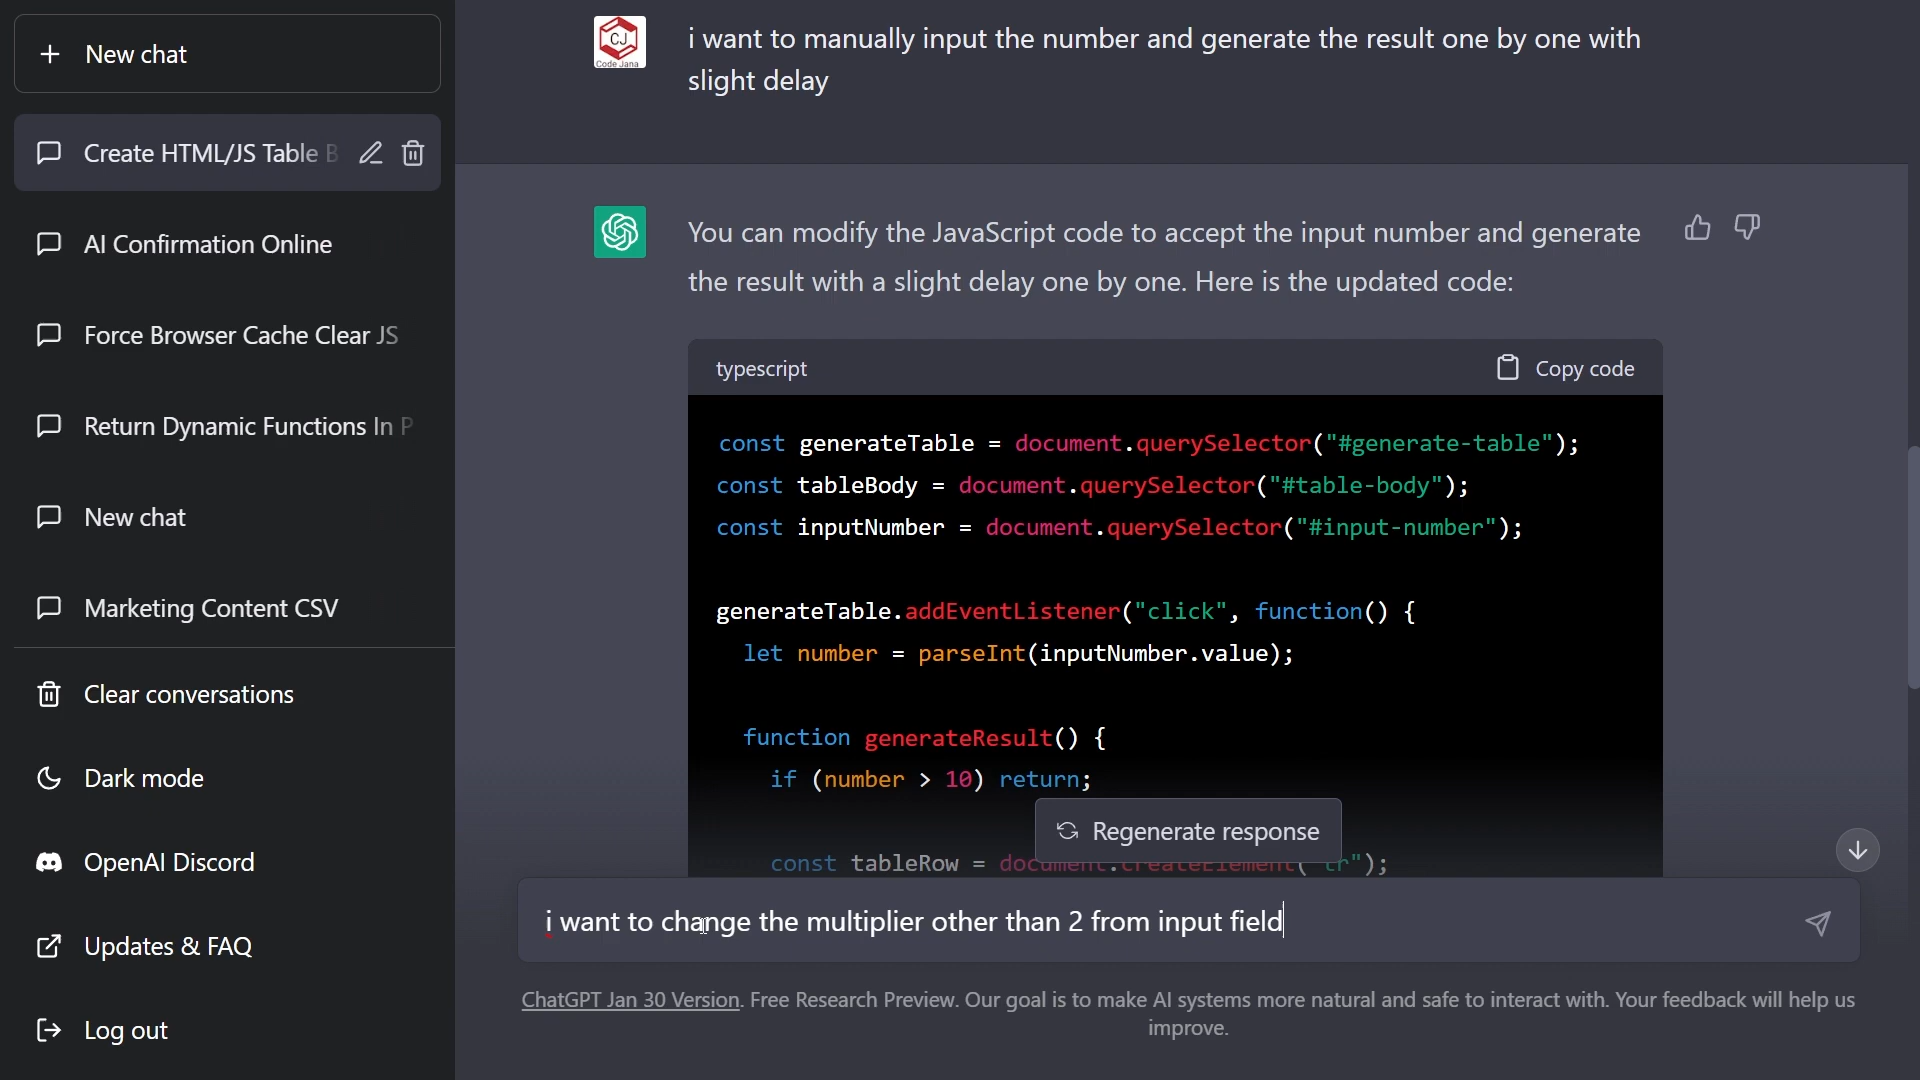 New chat
Create HTML/JS Table B
AI Confirmation Online
Force Browser Cache Clear JS
Return Dynamic Functions In P
New chat
Marketing Content CSV
Clear conversations
Dark mode
OpenAI Discord
Updates & FAQ
Log out
CJ
Code Jana
i want to manually input the number and generate the result one by one with
slight delay
You can modify the JavaScript code to accept the input number and generate
the result with a slight delay one by one. Here is the updated code:
typescript
Copy code
const generateTable = document.querySelector("#generate-table");
const tableBody = document.querySelector("#table-body");
const inputNumber = document.querySelector("#input-number");
generateTable.addEventListener("click", function() {
let number = parseInt(inputNumber.value);
function generateResult() {
if (number > 10) return;
Regenerate response
const tableRow = document.createElement("tr");
i want to change the multiplier other than 2 from input field
ChatGPT Jan 30 Version. Free Research Preview. Our goal is to make AI systems more natural and safe to interact with. Your feedback will help us
improve.